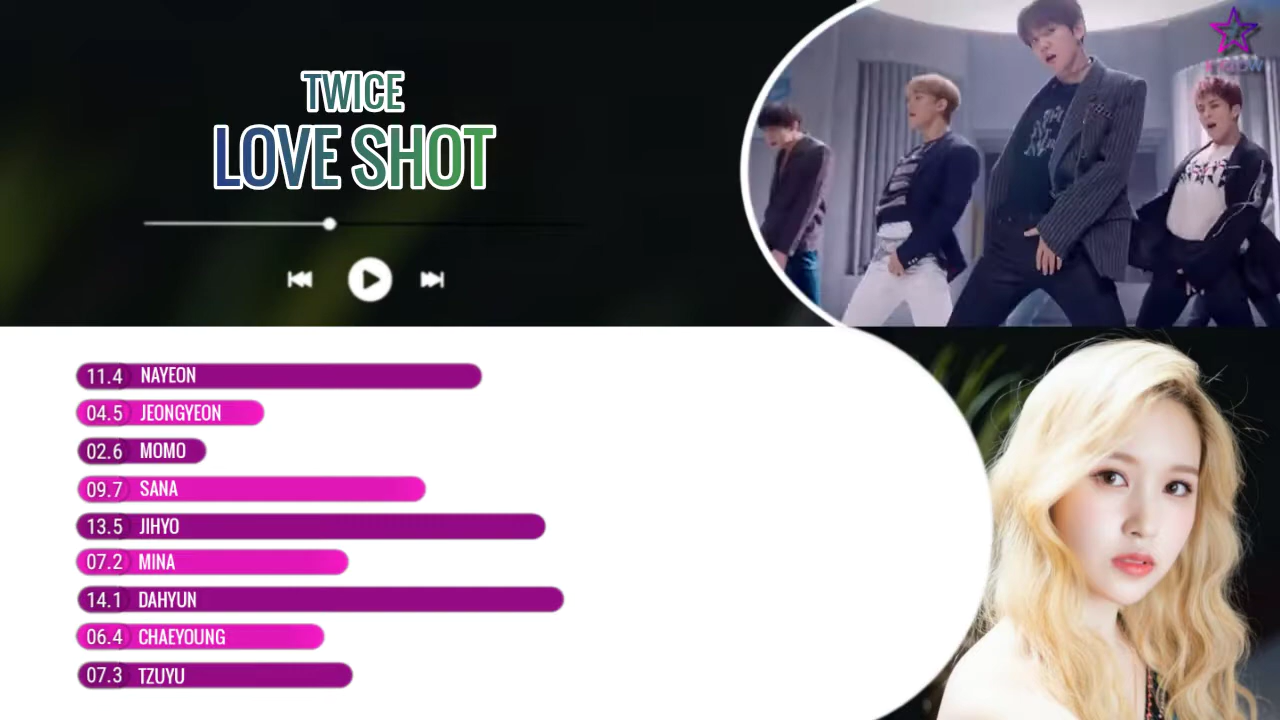 TWICE
LOVE SHOT
11.4 NAYEON
04.5 JEONGYEON
02.6 MOMO
09.7 SANA
13.5 JIHYO
07.2 MINA
14.1 DAHYUN
06.4 CHAEYOUNG
07.3 TZUYU